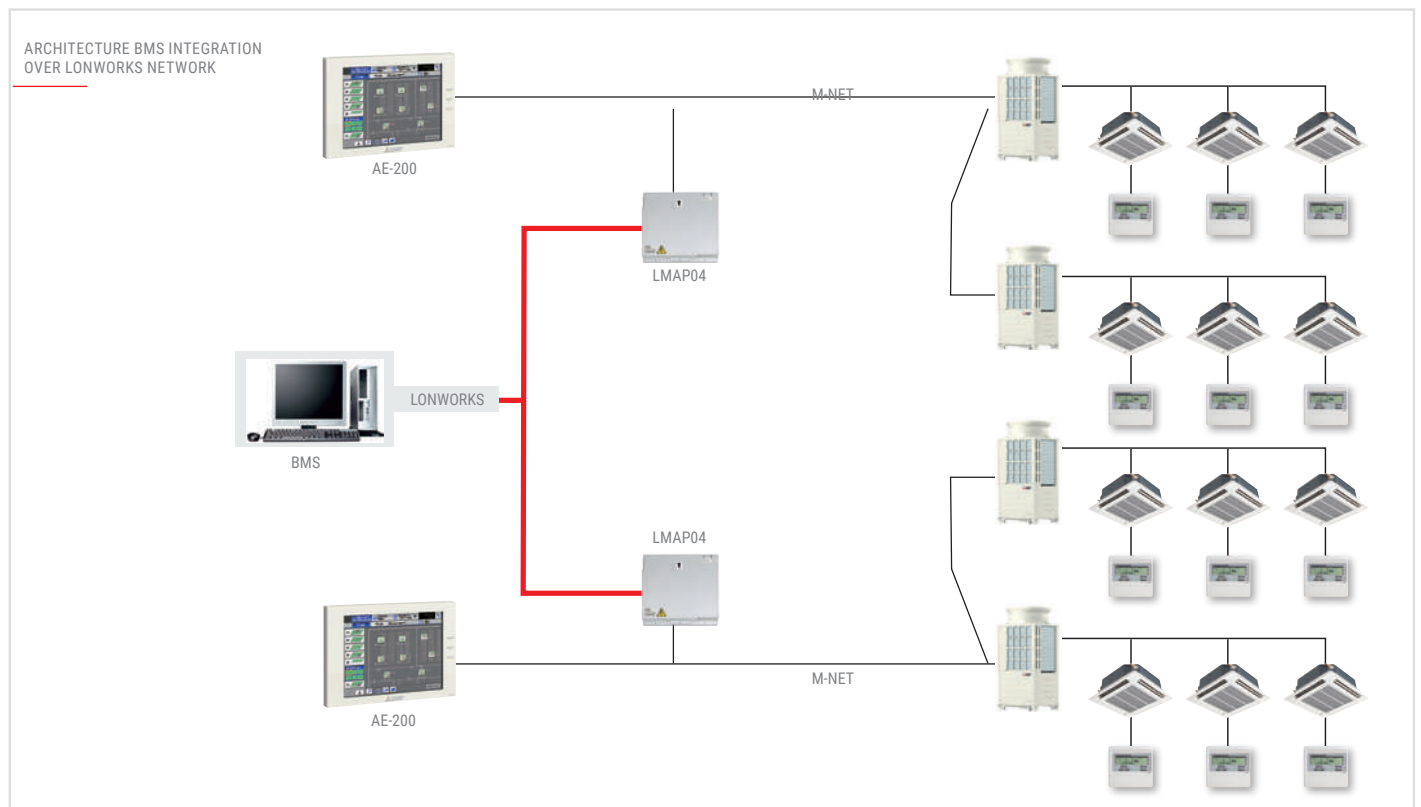 ARCHITECTURE BMS INTEGRATION
OVER LONWORKS NETWORK
M-NET
AE-200
LMAP04
LONWORKS
BMS
LMAP04
M-NET
AE-200